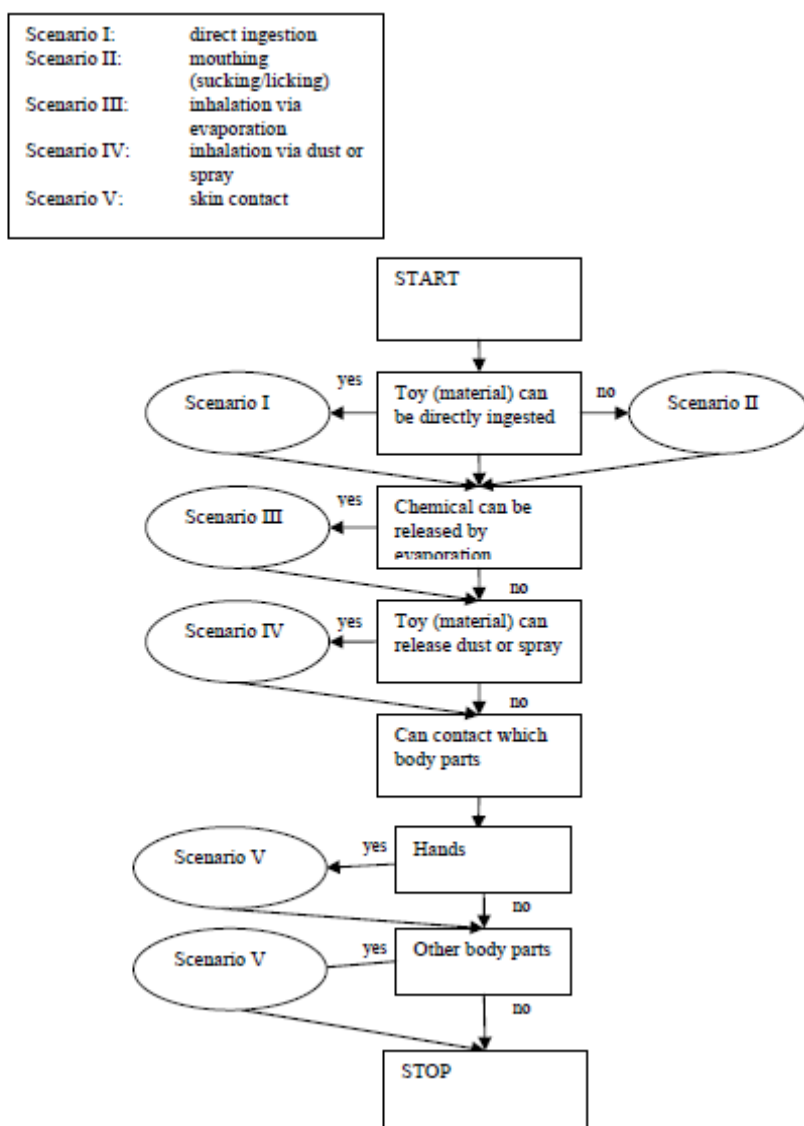 Scenario I: direct ingestion
Scenario II: mouthing
(sucking/licking)
Scenario III: inhalation via
evaporation
Scenario IV: inhalation via dust or
spray
Scenario V: skin contact
START
yes
Toy (material) can
be directly ingested
no
Scenario I
Scenario II
yes
Chemical can be
released by
evaporation
Scenario III
no
yes
Toy (material) can
release dust or spray
Scenario IV
no
Can contact which
body parts
yes
Hands
Scenario V
no
yes
Other body parts
Scenario V
no
STOP